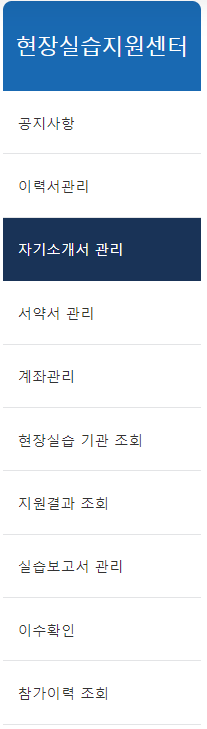 현장실습지원센터
공지사항
이력서관리
자기소개서 관리
서약서 관리
계좌관리
현장실습 기관 조회
지원결과 조회
실습보고서 관리
이수확인
참가이력 조회